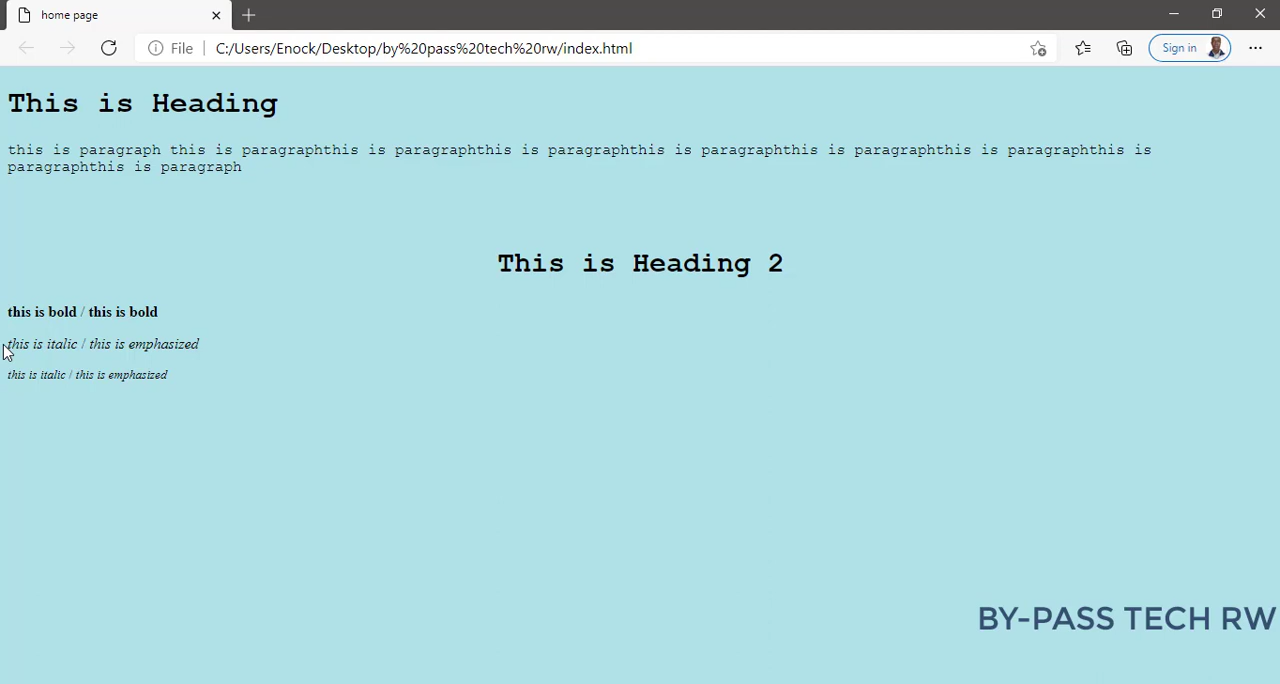 home page
File
C:/Users/Enock/Desktop/by%20pass%20tech%20rw/index.html
Sign in
This is Heading
this is paragraph this is paragraphthis is paragraphthis is paragraphthis is paragraphthis is paragraphthis is paragraphthis is
paragraphthis is paragraph
This is Heading 2
this is bold / this is bold
this is italic / this is emphasized
this is italic / this is emphasized
BY-PASS TECH RW